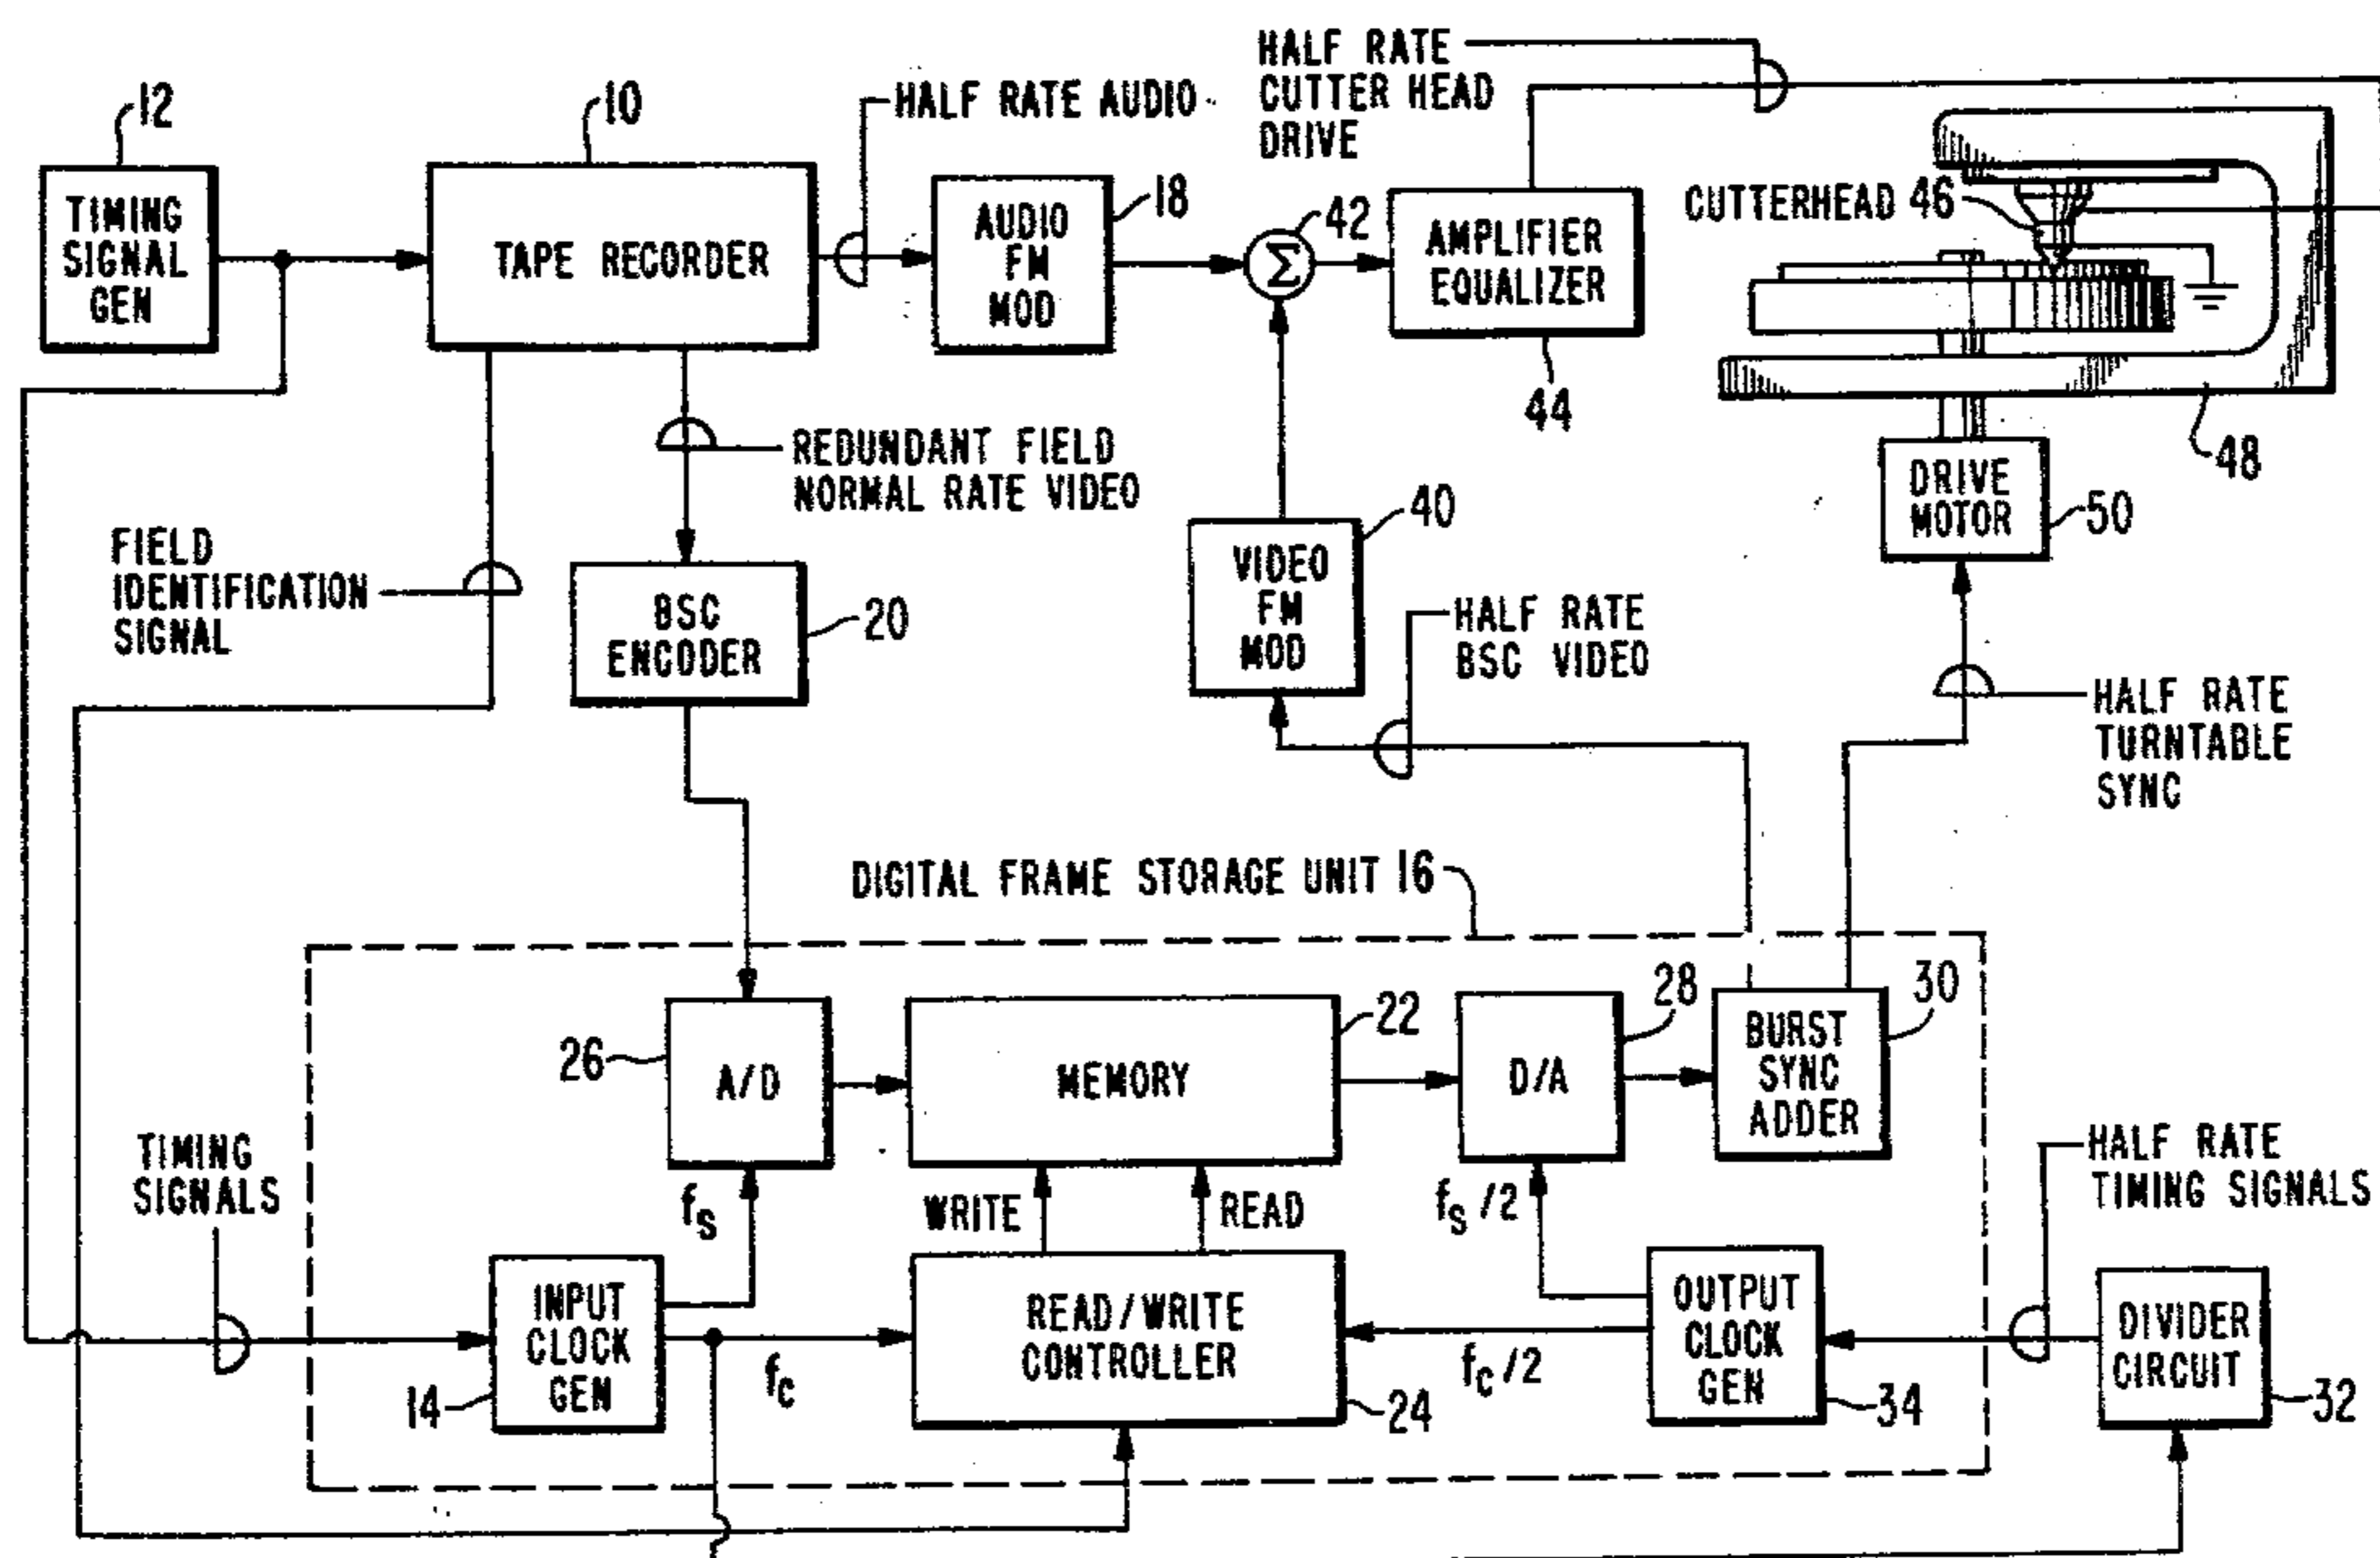 12
TIMING
SIGNAL
GEN
10
TAPE RECORDER
HALF RATE AUDIO
18
AUDIO
FM
MOD
42
Σ
HALF RATE
CUTTER HEAD
DRIVE
AMPLIFIER
EQUALIZER
44
CUTTERHEAD 46
48
DRIVE
MOTOR
50
REDUNDANT FIELD
NORMAL RATE VIDEO
FIELD
IDENTIFICATION
SIGNAL
BSC
ENCODER
20
40
VIDEO
FM
MOD
HALF RATE
BSC VIDEO
HALF RATE
TURNTABLE
SYNC
DIGITAL FRAME STORAGE UNIT 16
26
A/D
22
MEMORY
28
D/A
30
BURST
SYNC
ADDER
TIMING
SIGNALS
fs
WRITE
READ
fs/2
HALF RATE
TIMING SIGNALS
14
INPUT
CLOCK
GEN
fc
READ/WRITE
CONTROLLER
24
fc/2
OUTPUT
CLOCK
GEN
34
DIVIDER
CIRCUIT
32